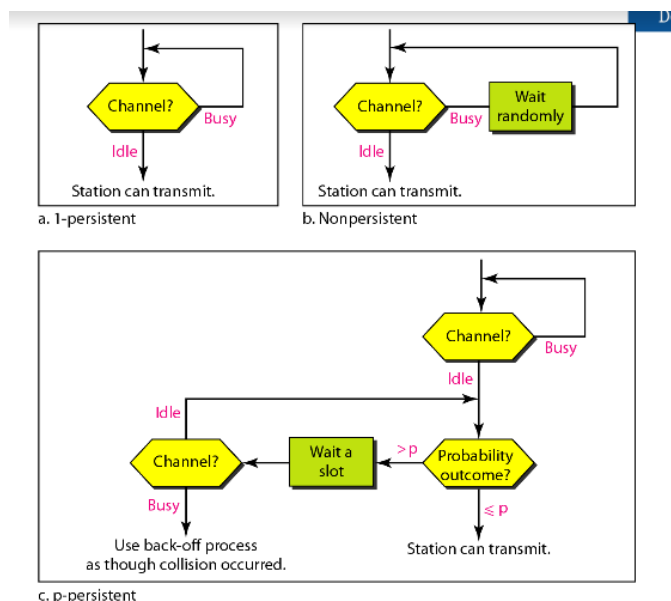 D
Channel?
Busy
Idle
Station can transmit.
a. 1-persistent
Channel?
Busy
Wait
randomly
Idle
Station can transmit.
b. Nonpersistent
Channel?
Busy
Idle
Idle
Channel?
Wait a
slot
>p
Probability
outcome?
Busy
≤ p
Use back-off process
as though collision occurred.
Station can transmit.
c. p-persistent